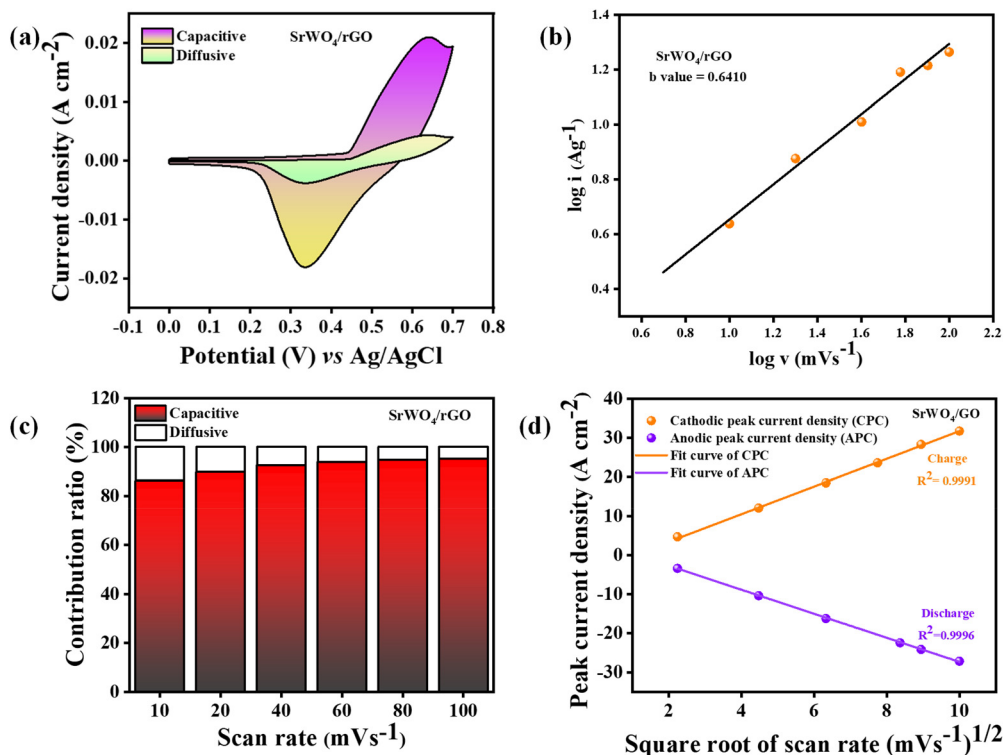 (a)
Capacitive
Diffusive
SrWO₄/rGO
0.02
0.01
0.00
-0.01
-0.02
Current density (A cm⁻²)
-0.1 0.0 0.1 0.2 0.3 0.4 0.5 0.6 0.7 0.8
Potential (V) vs Ag/AgCl
(b)
SrWO₄/rGO
b value = 0.6410
1.4
1.2
1.0
0.8
0.6
0.4
log i (Ag⁻¹)
0.6 0.8 1.0 1.2 1.4 1.6 1.8 2.0 2.2
log v (mVs⁻¹)
(c)
Capacitive
Diffusive
SrWO₄/rGO
120
100
80
60
40
20
0
Contribution ratio (%)
10 20 40 60 80 100
Scan rate (mVs⁻¹)
(d)
Cathodic peak current density (CPC)
Anodic peak current density (APC)
Fit curve of CPC
Fit curve of APC
SrWO₄/GO
Charge
R²= 0.9991
Discharge
R²=0.9996
40
30
20
10
0
-10
-20
-30
Peak current density (A cm⁻²)
2 4 6 8 10
Square root of scan rate (mVs⁻¹)¹/²